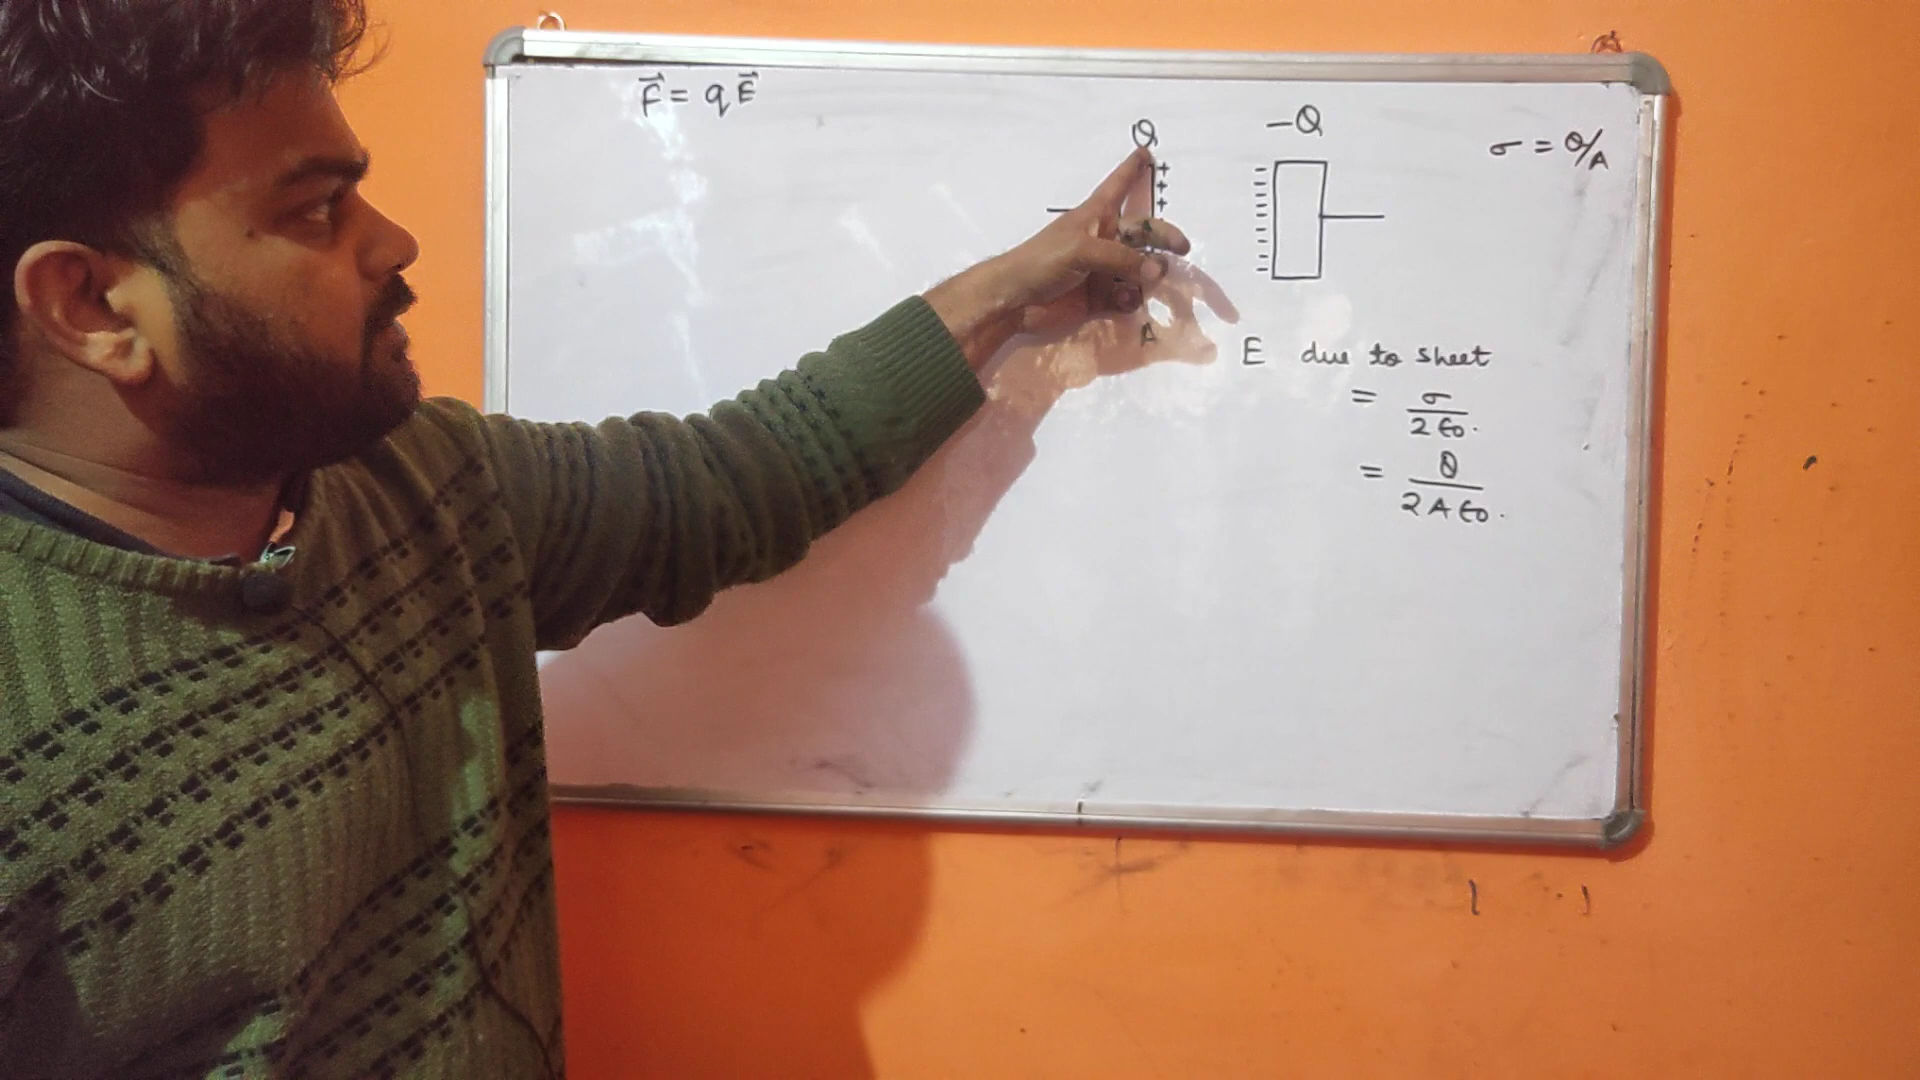 F⃗ = qE⃗
Q
-Q
σ = Q/A
+
+
+
A
E due to sheet
= σ/2ε₀.
= Q/2Aε₀.